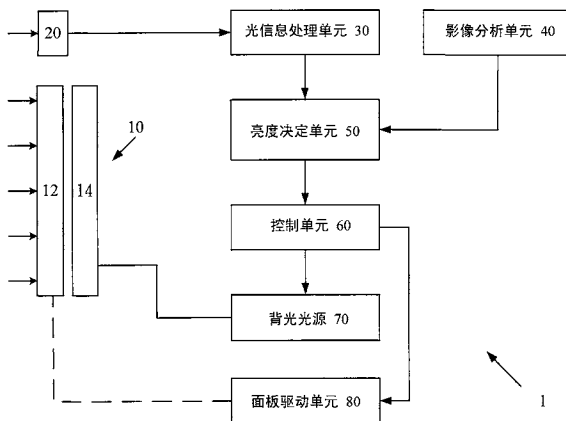 20
光信息处理单元 30
影像分析单元 40
10
亮度决定单元 50
12
14
控制单元 60
背光光源 70
面板驱动单元 80
1